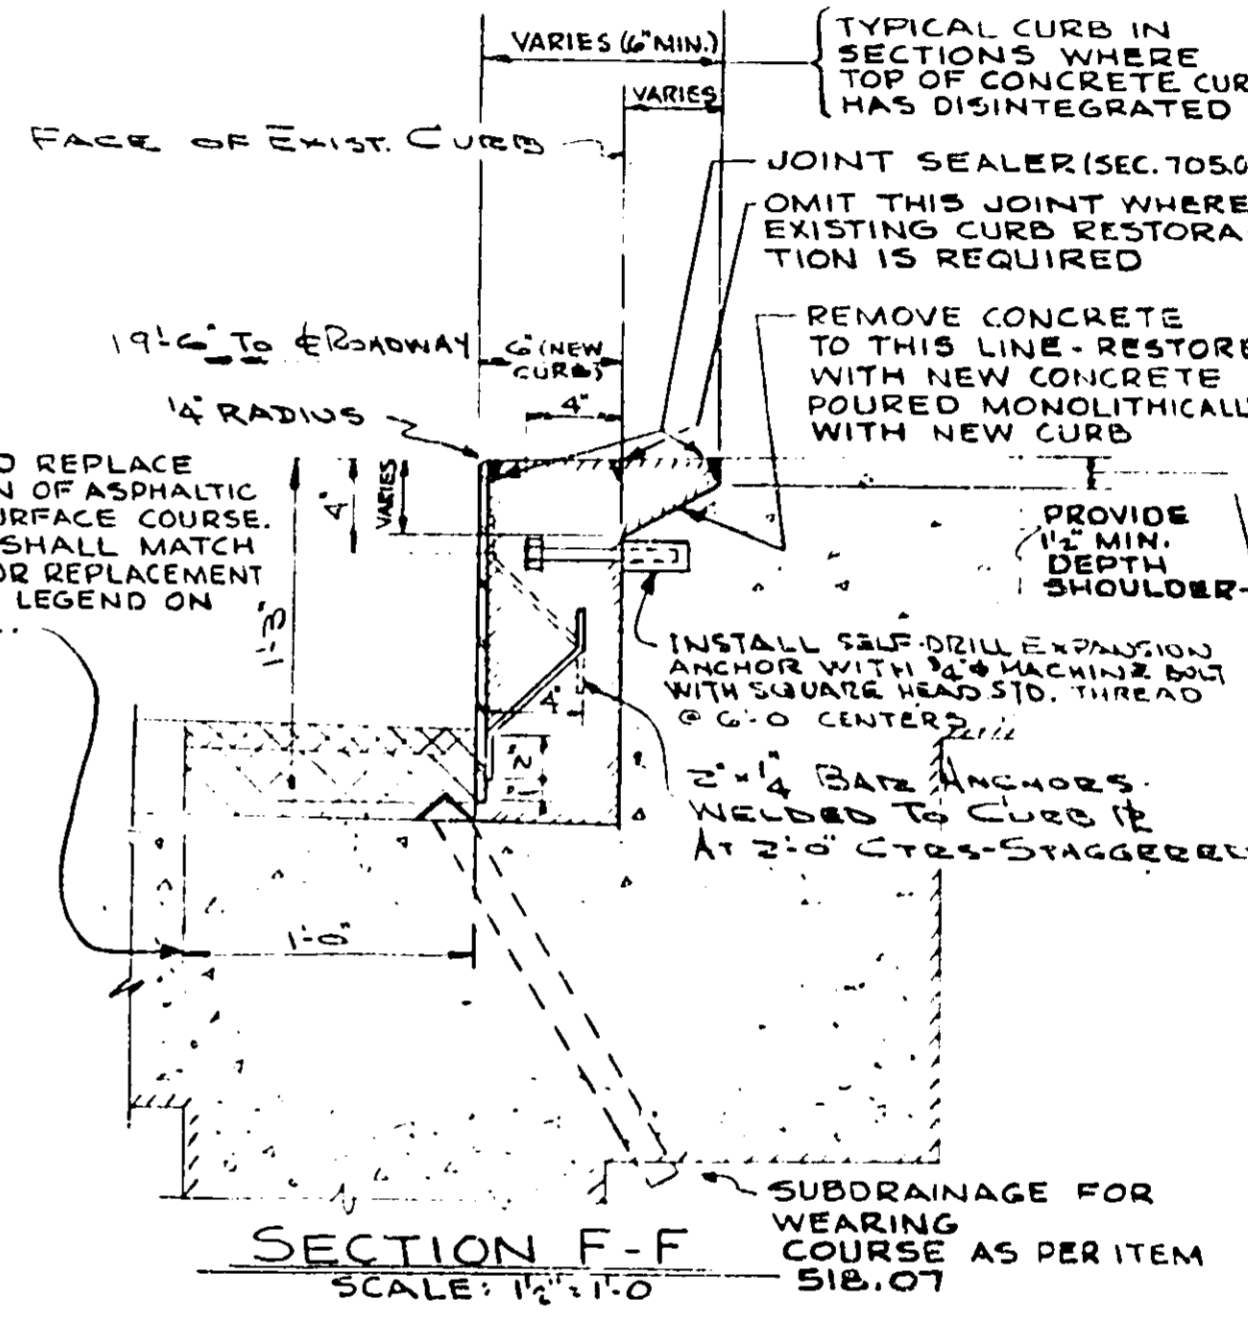 VARIES (6" MIN.)
TYPICAL CURB IN
SECTIONS WHERE
TOP OF CONCRETE CUR
HAS DISINTEGRATED
VARIES
FACE OF EXIST. CURB
JOINT SEALER (SEC. 705.0
OMIT THIS JOINT WHERE
EXISTING CURB RESTORA-
TION IS REQUIRED
REMOVE CONCRETE
TO THIS LINE - RESTORE
WITH NEW CONCRETE
POURED MONOLITHICALL
WITH NEW CURB
19'-6" TO ℄ ROADWAY
6" (NEW
CURB)
4"
1/4" RADIUS
O REPLACE
N OF ASPHALTIC
URFACE COURSE.
SHALL MATCH
OR REPLACEMENT
LEGEND ON
..
4"
VARIES
1'-3"
PROVIDE
1 1/2" MIN.
DEPTH
SHOULDER
INSTALL SELF-DRILL EXPANSION
ANCHOR WITH 3/4" ϕ MACHINE BOLT
WITH SQUARE HEAD STD. THREAD
@ 6'-0 CENTERS
4"
2"
1"
2" x 1/4" BAR ANCHORS
WELDED TO CURB ⅊
AT 2'-0" CTRS-STAGGERED
1'-0"
SUBDRAINAGE FOR
WEARING
COURSE AS PER ITEM
518.07
SECTION F-F
SCALE: 1 1/2" = 1'-0